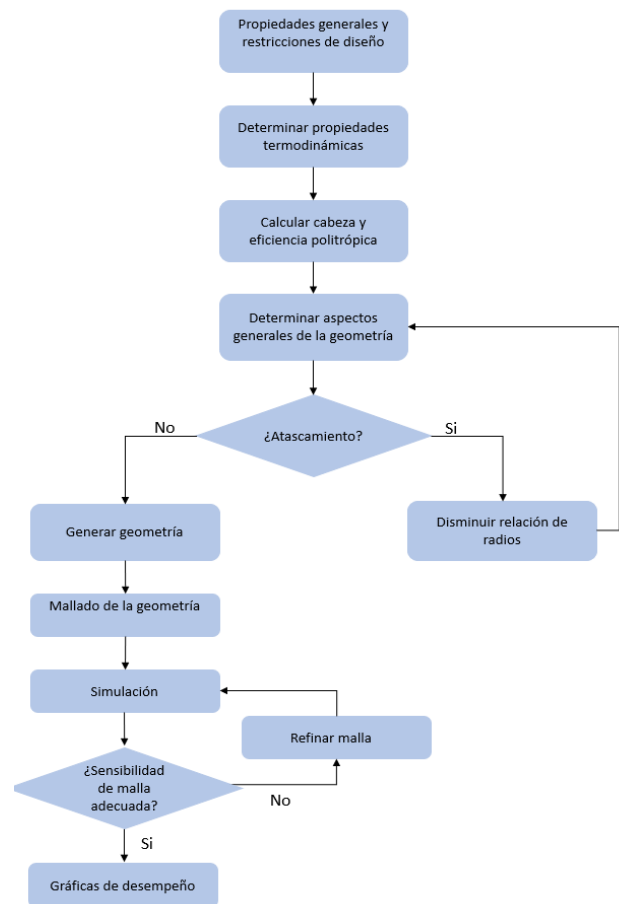 Propiedades generales y
restricciones de diseño
Determinar propiedades
termodinámicas
Calcular cabeza y
eficiencia politrópica
Determinar aspectos
generales de la geometría
¿Atascamiento?
No
Si
Generar geometría
Disminuir relación de
radios
Mallado de la geometría
Simulación
Refinar malla
¿Sensibilidad
de malla
adecuada?
No
Si
Gráficas de desempeño